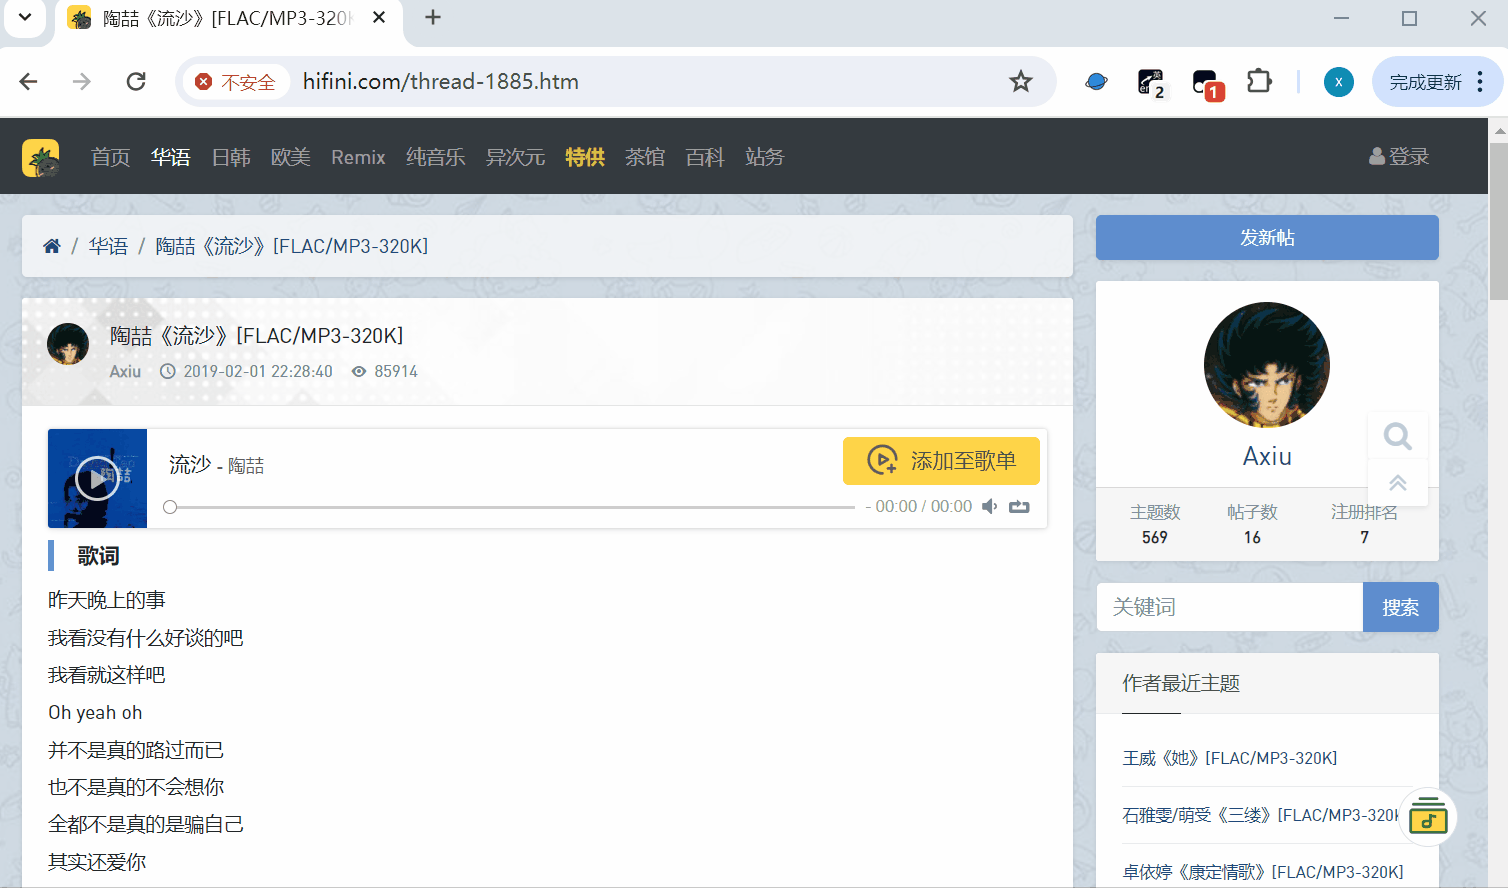 陶喆《流沙》[FLAC/MP3-320K
不安全
hifini.com/thread-1885.htm
英
en
2
1
x
完成更新
首页 华语 日韩 欧美 Remix 纯音乐 异次元 特供 茶馆 百科 站务
登录
/ 华语 / 陶喆《流沙》[FLAC/MP3-320K]
发新帖
陶喆《流沙》[FLAC/MP3-320K]
Axiu 2019-02-01 22:28:40 85914
陶喆
流沙 - 陶喆
添加至歌单
- 00:00 / 00:00
歌词
昨天晚上的事
我看没有什么好谈的吧
我看就这样吧
Oh yeah oh
并不是真的路过而已
也不是真的不会想你
全都不是真的是骗自己
其实还爱你
Axiu
主题数 帖子数 注册排名
569 16 7
关键词
搜索
作者最近主题
王威《她》[FLAC/MP3-320K]
石雅雯/萌受《三缕》[FLAC/MP3-320K
卓依婷《康定情歌》[FLAC/MP3-320K]